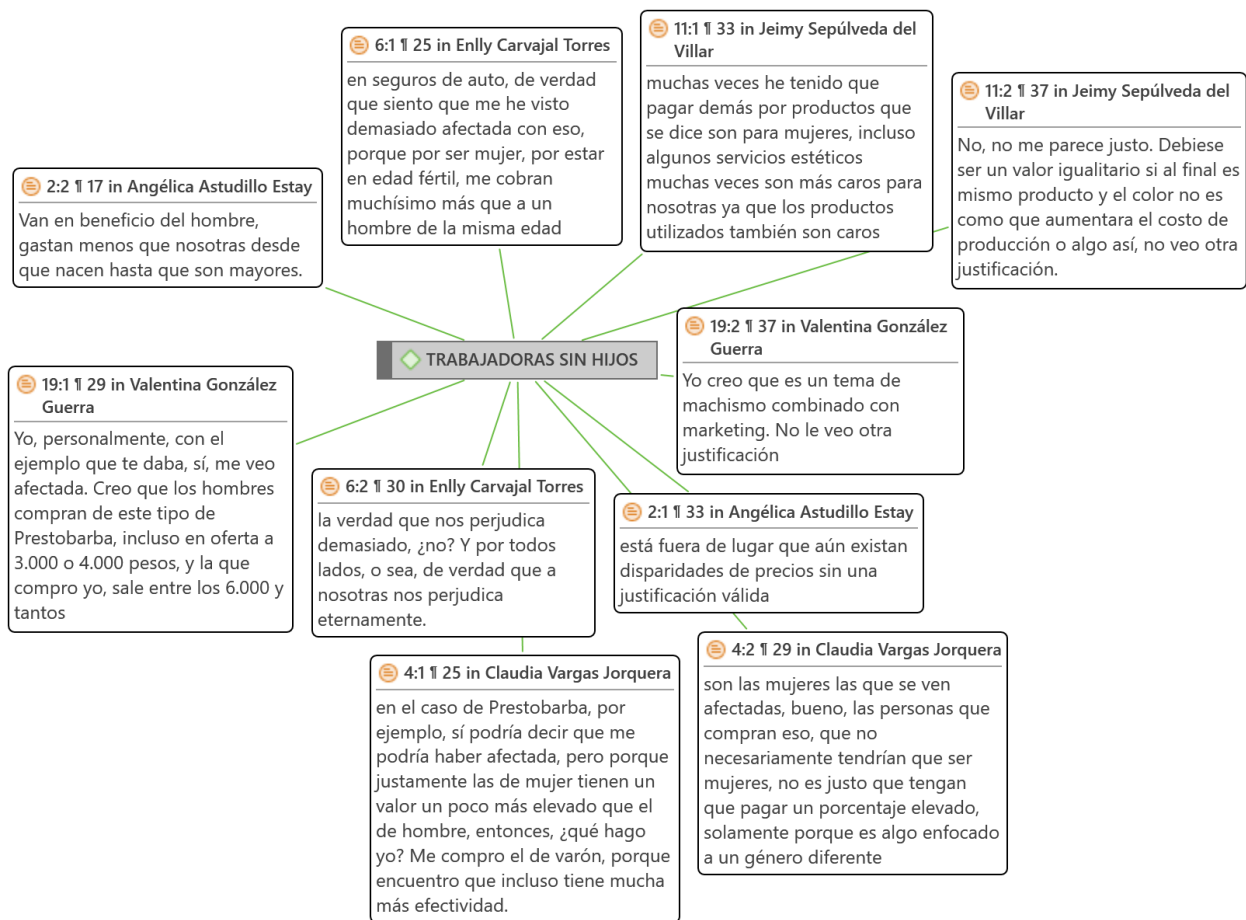 6:1 ¶ 25 in Enlly Carvajal Torres
en seguros de auto, de verdad
que siento que me he visto
demasiado afectada con eso,
porque por ser mujer, por estar
en edad fértil, me cobran
muchísimo más que a un
hombre de la misma edad
11:1 ¶ 33 in Jeimy Sepúlveda del
Villar
muchas veces he tenido que
pagar demás por productos que
se dice son para mujeres, incluso
algunos servicios estéticos
muchas veces son más caros para
nosotras ya que los productos
utilizados también son caros
11:2 ¶ 37 in Jeimy Sepúlveda del
Villar
No, no me parece justo. Debiese
ser un valor igualitario si al final es
mismo producto y el color no es
como que aumentara el costo de
producción o algo así, no veo otra
justificación.
2:2 ¶ 17 in Angélica Astudillo Estay
Van en beneficio del hombre,
gastan menos que nosotras desde
que nacen hasta que son mayores.
TRABAJADORAS SIN HIJOS
19:2 ¶ 37 in Valentina González
Guerra
Yo creo que es un tema de
machismo combinado con
marketing. No le veo otra
justificación
19:1 ¶ 29 in Valentina González
Guerra
Yo, personalmente, con el
ejemplo que te daba, sí, me veo
afectada. Creo que los hombres
compran de este tipo de
Prestobarba, incluso en oferta a
3.000 o 4.000 pesos, y la que
compro yo, sale entre los 6.000 y
tantos
6:2 ¶ 30 in Enlly Carvajal Torres
la verdad que nos perjudica
demasiado, ¿no? Y por todos
lados, o sea, de verdad que a
nosotras nos perjudica
eternamente.
2:1 ¶ 33 in Angélica Astudillo Estay
está fuera de lugar que aún existan
disparidades de precios sin una
justificación válida
4:1 ¶ 25 in Claudia Vargas Jorquera
en el caso de Prestobarba, por
ejemplo, sí podría decir que me
podría haber afectada, pero porque
justamente las de mujer tienen un
valor un poco más elevado que el
de hombre, entonces, ¿qué hago
yo? Me compro el de varón, porque
encuentro que incluso tiene mucha
más efectividad.
4:2 ¶ 29 in Claudia Vargas Jorquera
son las mujeres las que se ven
afectadas, bueno, las personas que
compran eso, que no
necesariamente tendrían que ser
mujeres, no es justo que tengan
que pagar un porcentaje elevado,
solamente porque es algo enfocado
a un género diferente